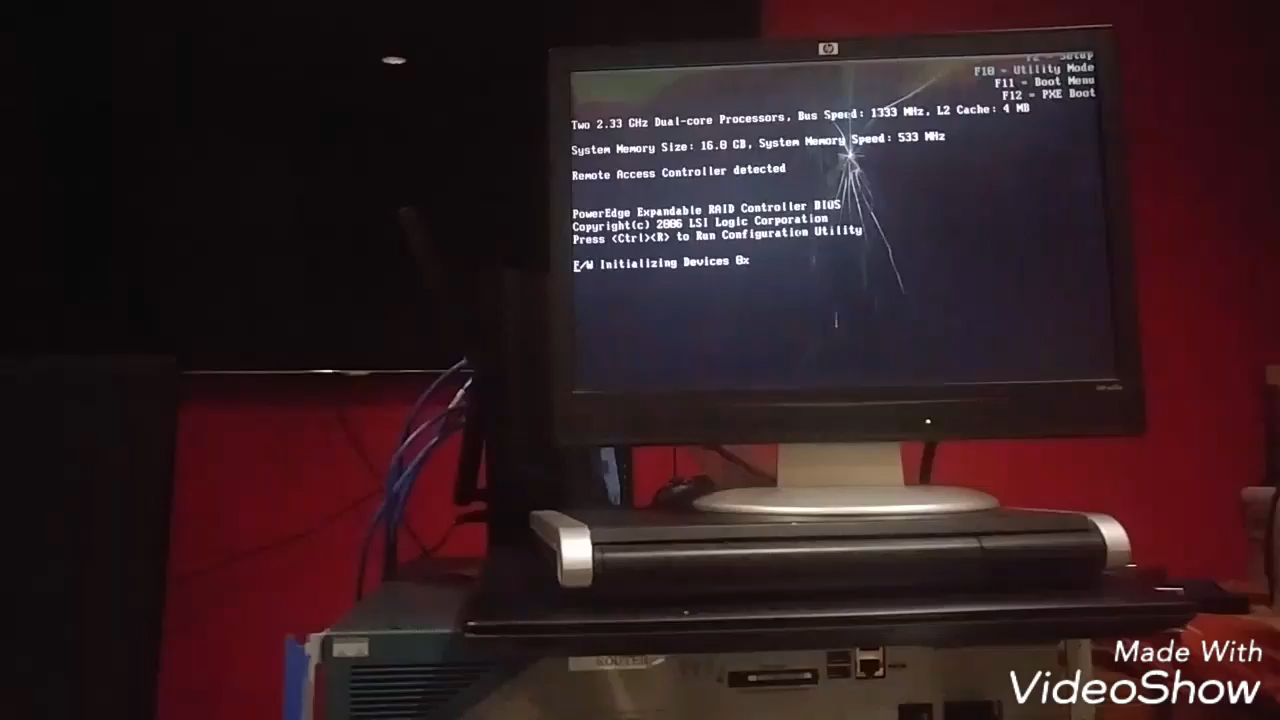 hp
F2 - Setup
F10 - Utility Mode
F11 - Boot Menu
F12 - PXE Boot
Two 2.33 GHz Dual-core Processors, Bus Speed: 1333 MHz, L2 Cache: 4 MB
System Memory Size: 16.0 GB, System Memory Speed: 533 MHz
Remote Access Controller detected
PowerEdge Expandable RAID Controller BIOS
Copyright(c) 2006 LSI Logic Corporation
Press <Ctrl><R> to Run Configuration Utility
F/W Initializing Devices 0%
ROUTER
Made With
VideoShow